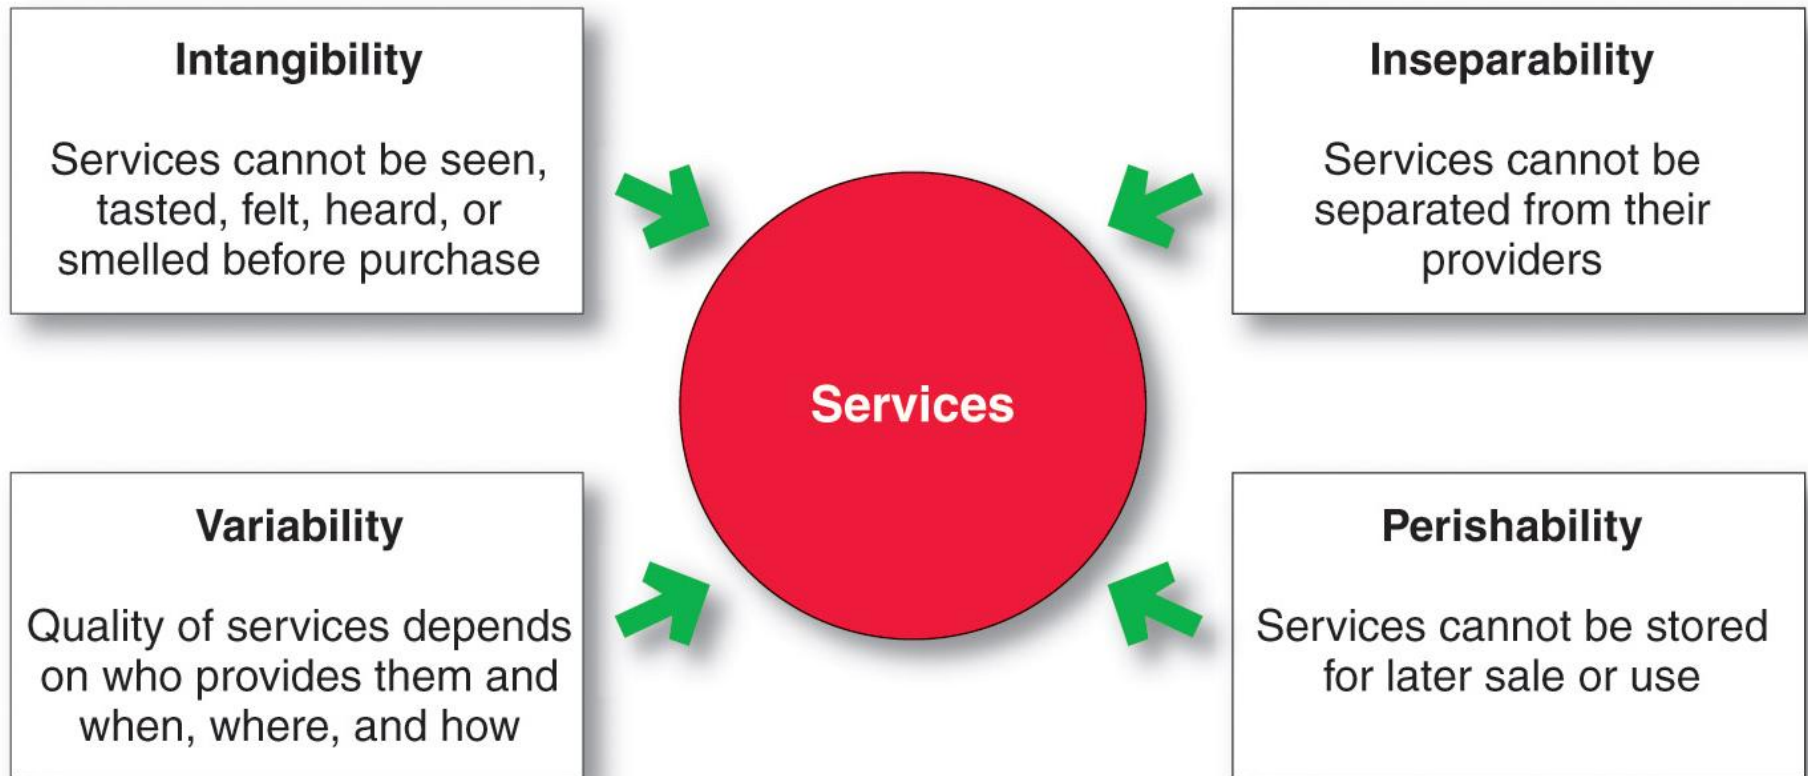 Intangibility
Services cannot be seen,
tasted, felt, heard, or
smelled before purchase
Inseparability
Services cannot be
separated from their
providers
Services
Variability
Quality of services depends
on who provides them and
when, where, and how
Perishability
Services cannot be stored
for later sale or use